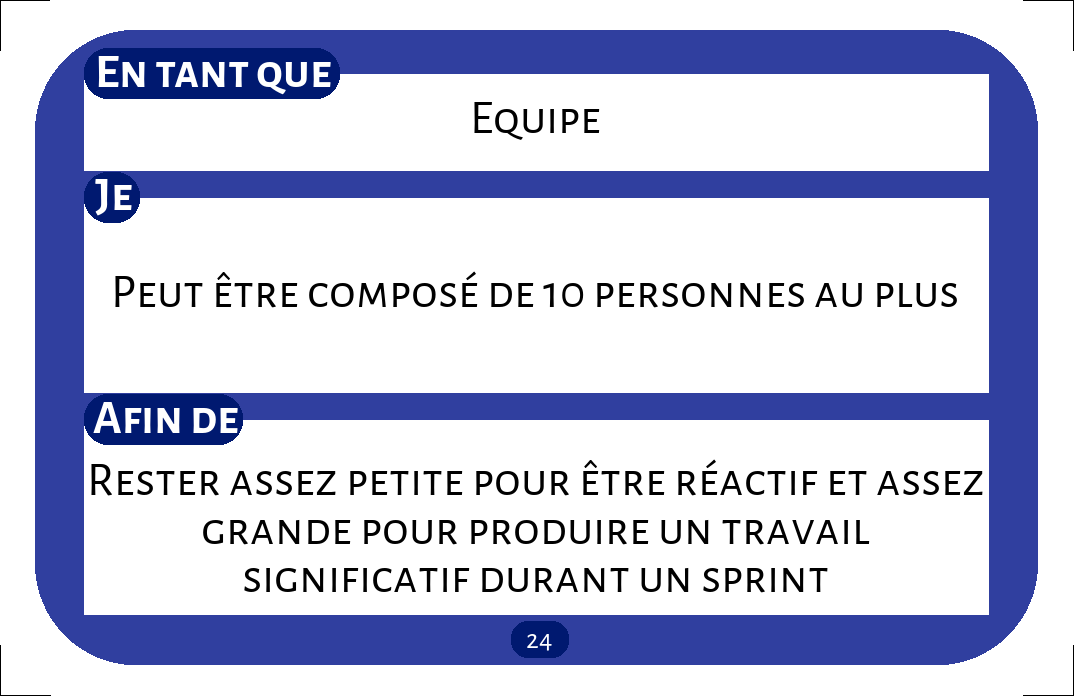 En tant que
Equipe
Je
Peut être composé de 10 personnes au plus
Afin de
Rester assez petite pour être réactif et assez
grande pour produire un travail
significatif durant un sprint
24